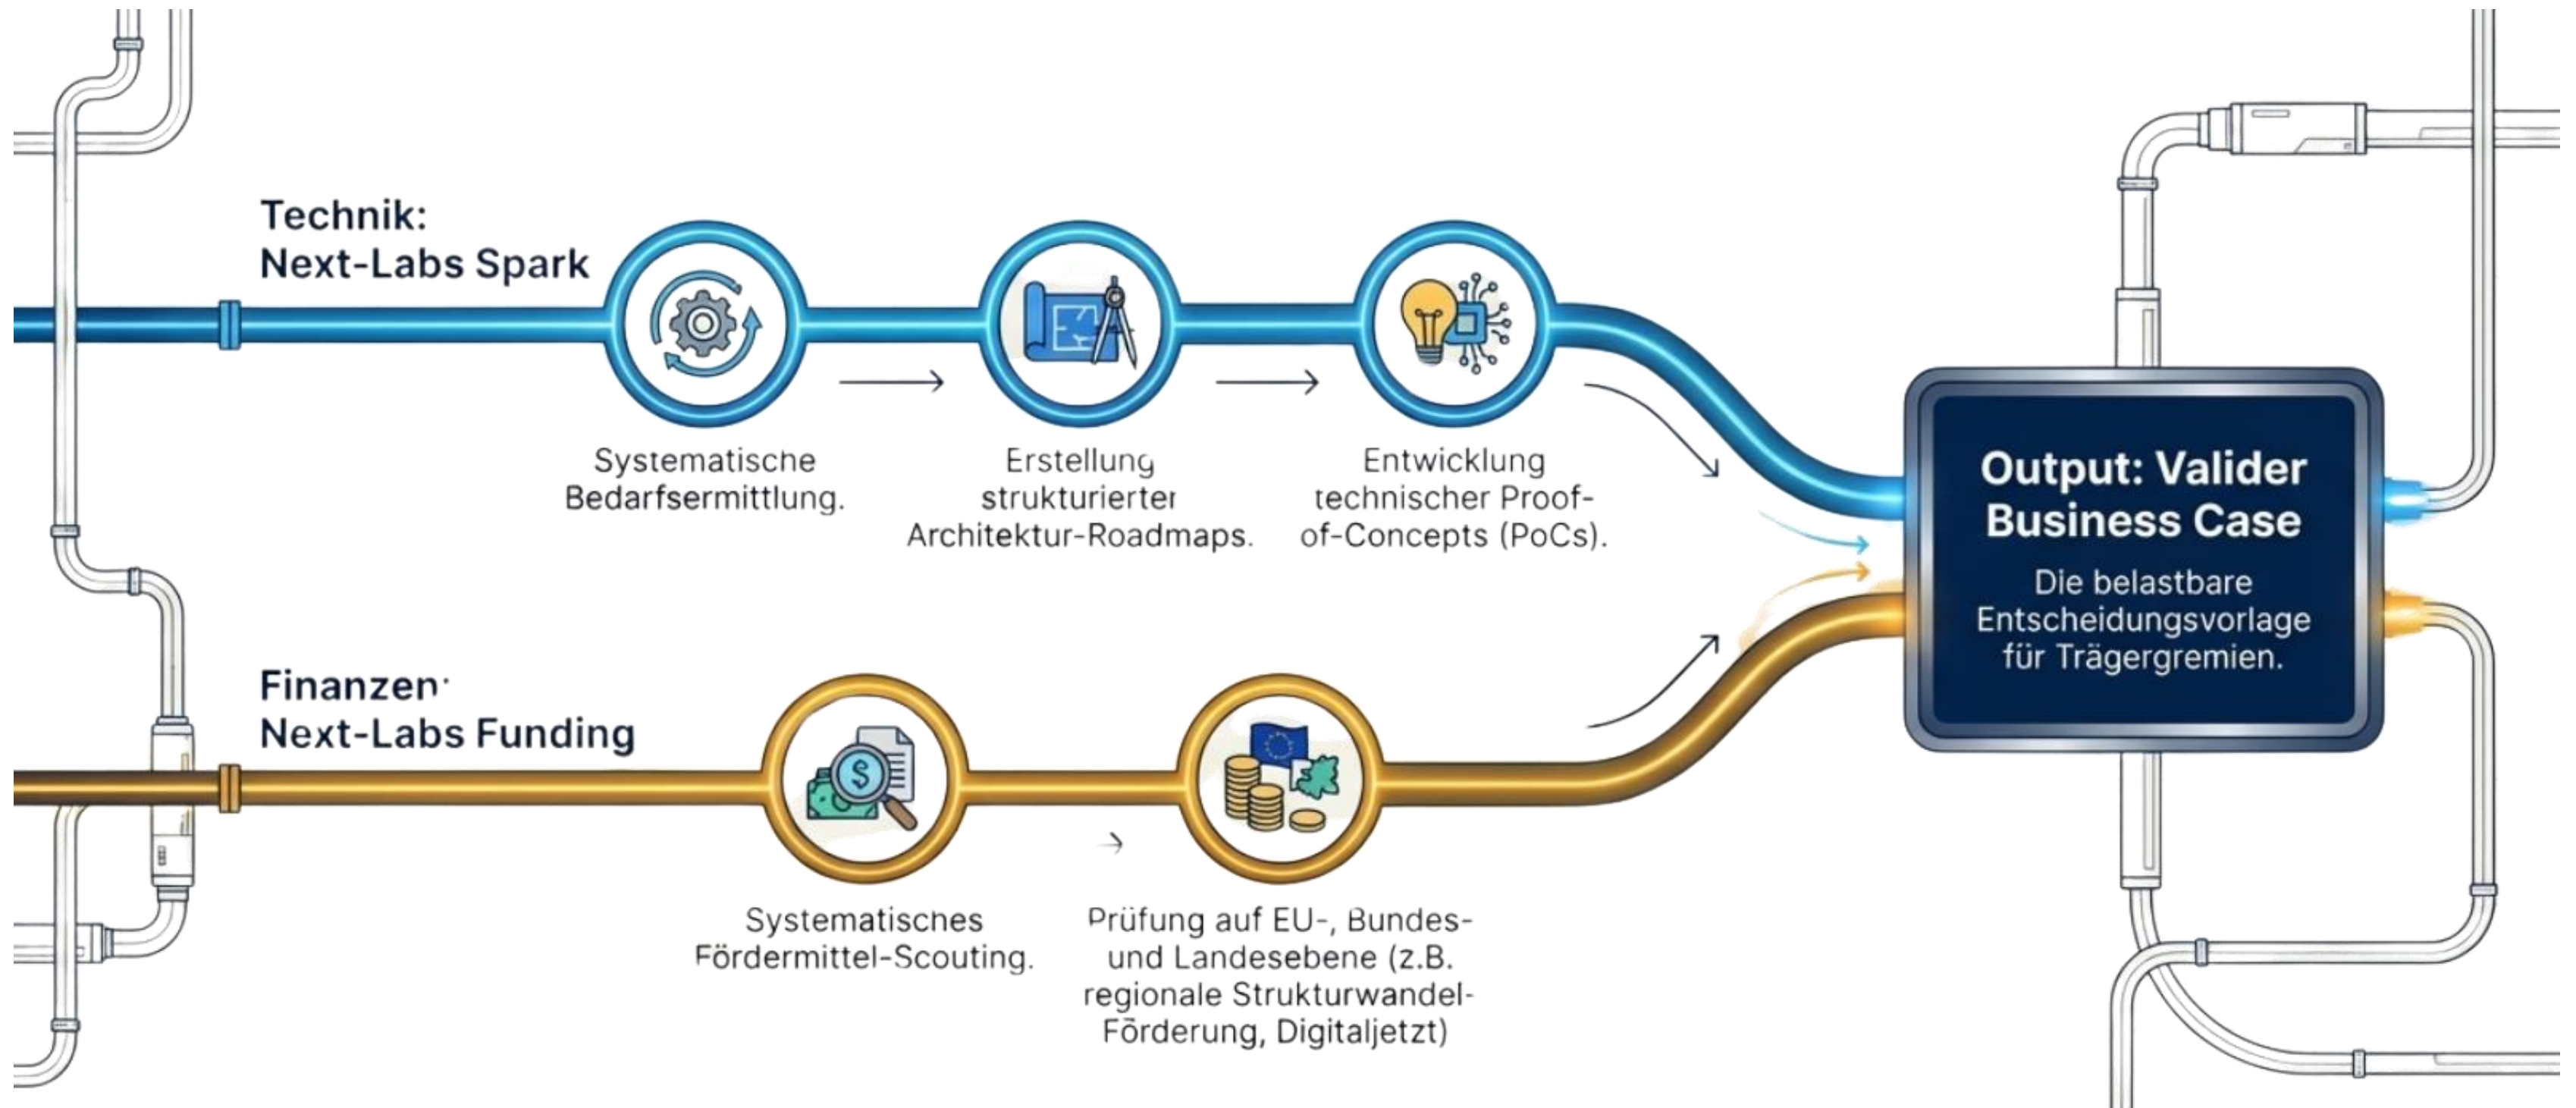 Technik:
Next-Labs Spark
Systematische
Bedarfsermittlung.
Erstellung
strukturierter
Architektur-Roadmaps.
Entwicklung
technischer Proof-
of-Concepts (PoCs).
Output: Valider
Business Case
Die belastbare
Entscheidungsvorlage
für Trägergremien.
Finanzen:
Next-Labs Funding
$
Systematisches
Fördermittel-Scouting.
Prüfung auf EU-, Bundes-
und Landesebene (z.B.
regionale Strukturwandel-
Förderung, Digitaljetzt)